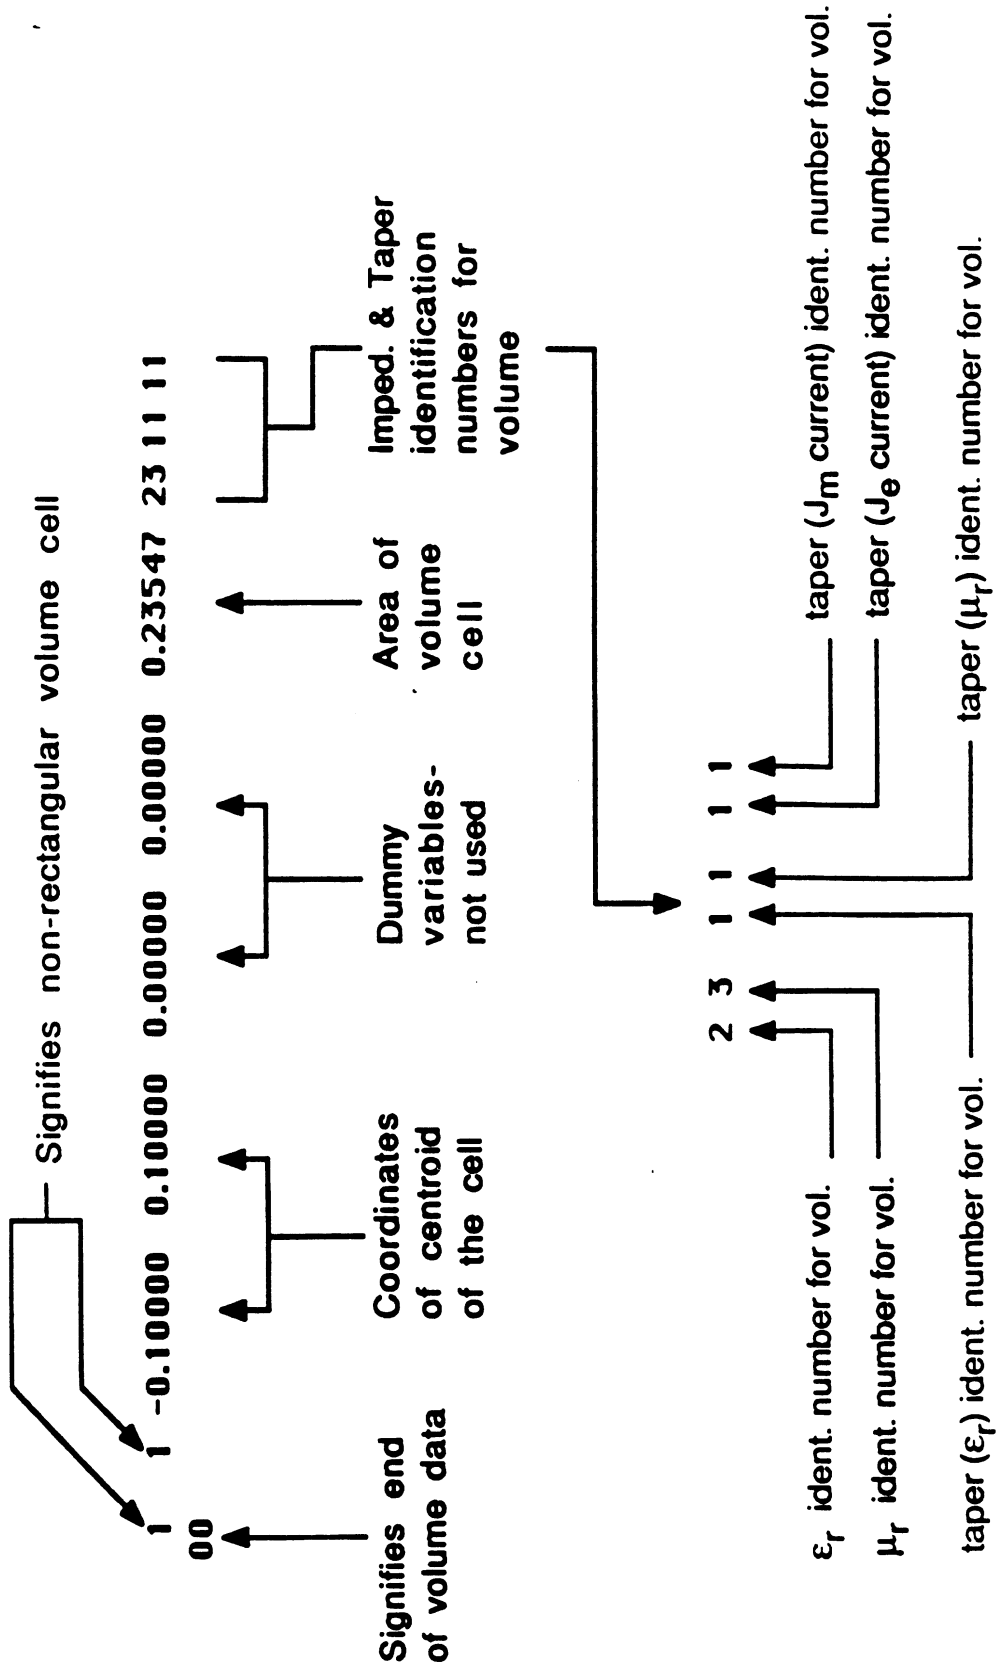 Signifies non-rectangular volume cell
1 1 -0.10000 0.10000 0.00000 0.00000 0.23547 23 11 11
00
Signifies end
of volume data
Coordinates
of centroid
of the cell
Dummy
variables-
not used
Area of
volume
cell
Imped. & Taper
identification
numbers for
volume
2 3 1 1 1 1
εr ident. number for vol.
μr ident. number for vol.
taper (εr) ident. number for vol.
taper (Jm current) ident. number for vol.
taper (Je current) ident. number for vol.
taper (μr) ident. number for vol.